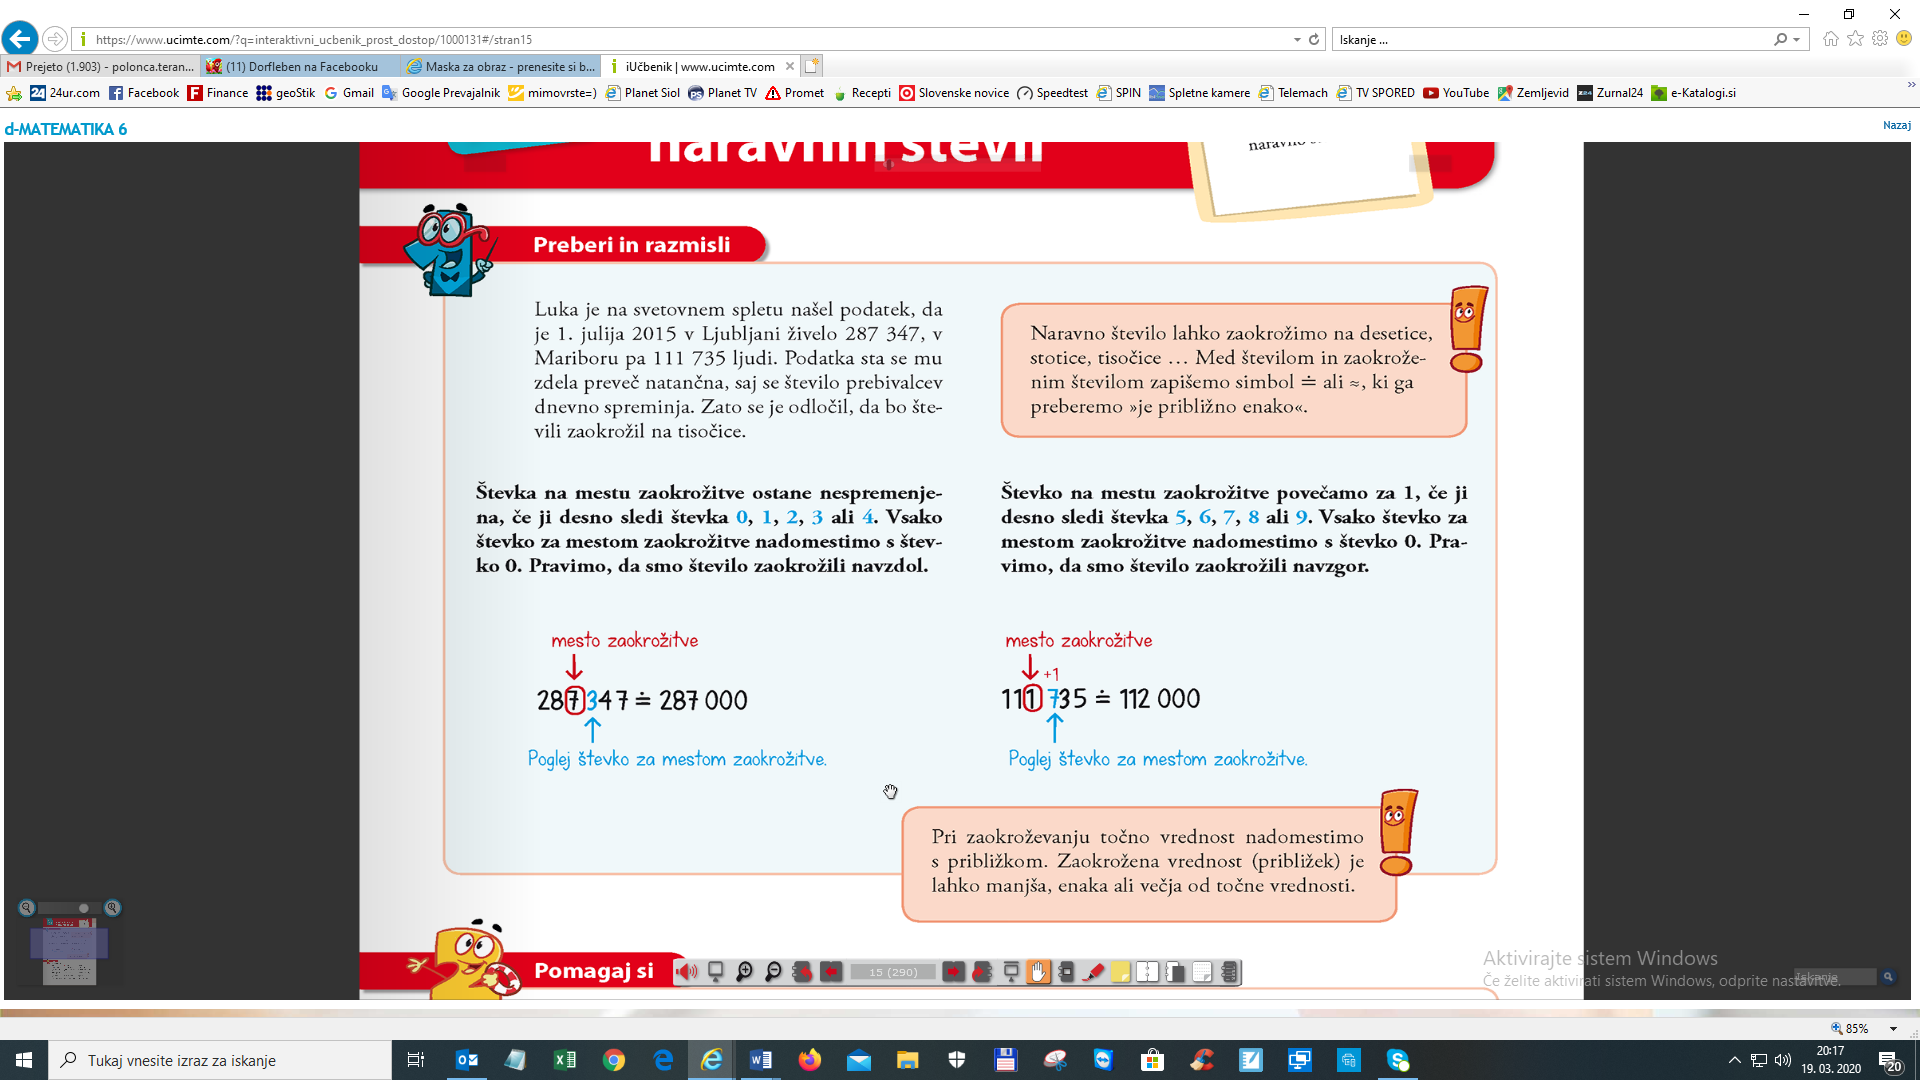 https://www.ucimte.com/?q=interaktivni_ucbenik_prost_dostop/1000131#/stran15
Iskanje ...
Prejeto (1.903) - polonca.teran...
(11) Dorfleben na Facebooku
Maska za obraz - prenesite si b...
iUčbenik | www.ucimte.com
24ur.com Facebook Finance geoStik Gmail Google Prevajalnik mimovrste=) Planet Siol Planet TV Promet Recepti Slovenske novice Speedtest SPIN Spletne kamere Telemach TV SPORED YouTube Zemljevid Zurnal24 e-Katalogi.si
d-MATEMATIKA 6
Nazaj
naravnih števil
Preberi in razmisli
Luka je na svetovnem spletu našel podatek, da
je 1. julija 2015 v Ljubljani živelo 287 347, v
Mariboru pa 111 735 ljudi. Podatka sta se mu
zdela preveč natančna, saj se število prebivalcev
dnevno spreminja. Zato se je odločil, da bo šte-
vili zaokrožil na tisočice.
Naravno število lahko zaokrožimo na desetice,
stotice, tisočice … Med številom in zaokrože-
nim številom zapišemo simbol ≐ ali ≈, ki ga
preberemo »je približno enako«.
Števka na mestu zaokrožitve ostane nespremenje-
na, če ji desno sledi števka 0, 1, 2, 3 ali 4. Vsako
števko za mestom zaokrožitve nadomestimo s štev-
ko 0. Pravimo, da smo število zaokrožili navzdol.
Števko na mestu zaokrožitve povečamo za 1, če ji
desno sledi števka 5, 6, 7, 8 ali 9. Vsako števko za
mestom zaokrožitve nadomestimo s števko 0. Pra-
vimo, da smo število zaokrožili navzgor.
mesto zaokrožitve
287 347 ≐ 287 000
Poglej števko za mestom zaokrožitve.
mesto zaokrožitve
+1
111 735 ≐ 112 000
Poglej števko za mestom zaokrožitve.
Pri zaokroževanju točno vrednost nadomestimo
s približkom. Zaokrožena vrednost (približek) je
lahko manjša, enaka ali večja od točne vrednosti.
Pomagaj si
15 (290)
Aktivirajte sistem Windows
Če želite aktivirati sistem Windows, odprite nastavitve.
Iskanje
85%
Tukaj vnesite izraz za iskanje
20:17
19. 03. 2020
20